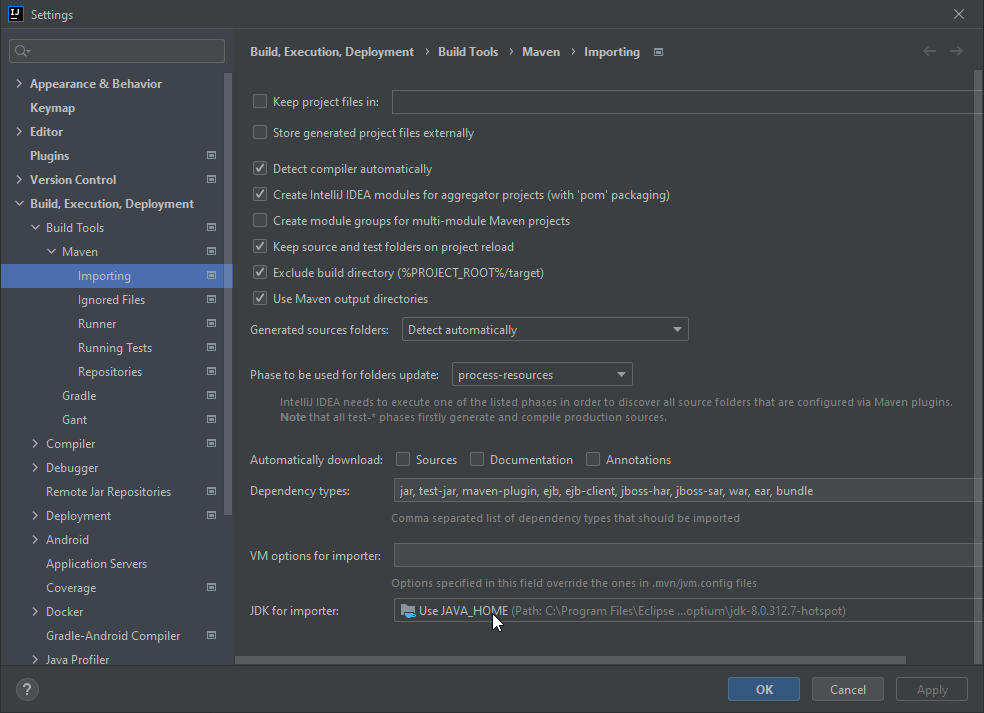 IJ
Settings
Build, Execution, Deployment › Build Tools › Maven › Importing
Appearance & Behavior
Keymap
Editor
Plugins
Version Control
Build, Execution, Deployment
Build Tools
Maven
Importing
Ignored Files
Runner
Running Tests
Repositories
Gradle
Gant
Compiler
Debugger
Remote Jar Repositories
Deployment
Android
Application Servers
Coverage
Docker
Gradle-Android Compiler
Java Profiler
Keep project files in:
Store generated project files externally
Detect compiler automatically
Create IntelliJ IDEA modules for aggregator projects (with 'pom' packaging)
Create module groups for multi-module Maven projects
Keep source and test folders on project reload
Exclude build directory (%PROJECT_ROOT%/target)
Use Maven output directories
Generated sources folders: Detect automatically
Phase to be used for folders update: process-resources
IntelliJ IDEA needs to execute one of the listed phases in order to discover all source folders that are configured via Maven plugins.
Note that all test-* phases firstly generate and compile production sources.
Automatically download: Sources Documentation Annotations
Dependency types: jar, test-jar, maven-plugin, ejb, ejb-client, jboss-har, jboss-sar, war, ear, bundle
Comma separated list of dependency types that should be imported
VM options for importer:
Options specified in this field override the ones in .mvn/jvm.config files
JDK for importer: Use JAVA_HOME (Path: C:\Program Files\Eclipse ...optium\jdk-8.0.312.7-hotspot)
? OK Cancel Apply